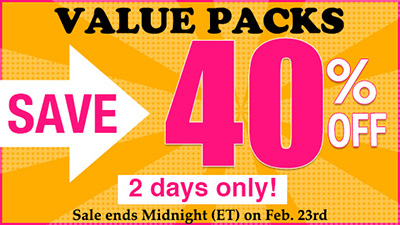 VALUE PACKS
SAVE 40% OFF
2 days only!
Sale ends Midnight (ET) on Feb. 23rd